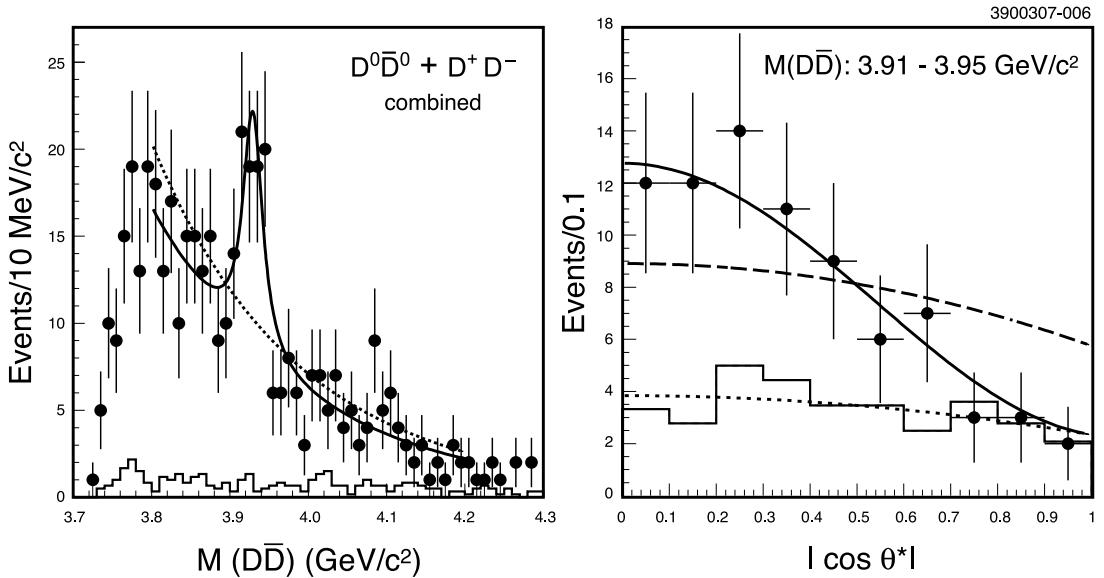 3900307-006
D⁰D̅⁰ + D⁺ D⁻
combined
Events/10 MeV/c²
25
20
15
10
5
0
3.7 3.8 3.9 4.0 4.1 4.2 4.3
M (DD̅) (GeV/c²)
M(DD̅): 3.91 - 3.95 GeV/c²
Events/0.1
18
16
14
12
10
8
6
4
2
0
0 0.1 0.2 0.3 0.4 0.5 0.6 0.7 0.8 0.9 1
| cos θ*|